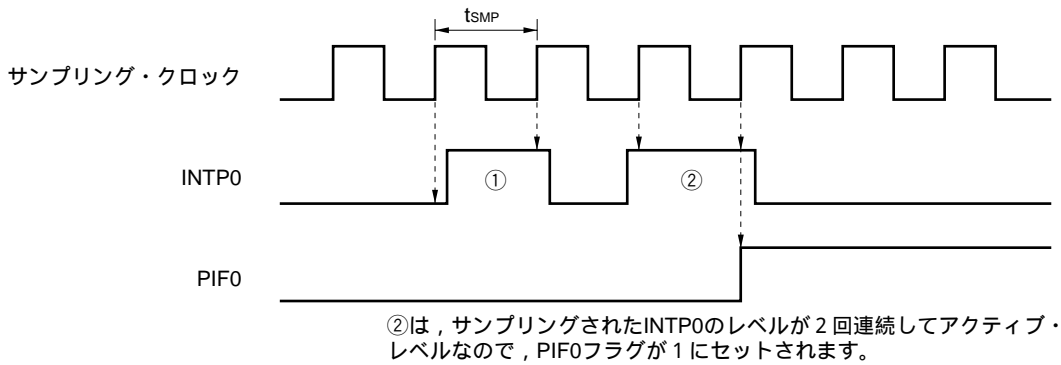 tSMP
サンプリング・クロック
INTP0
①
②
PIF0
②は，サンプリングされたINTP0のレベルが２回連続してアクティブ・
レベルなので，PIF0フラグが１にセットされます。